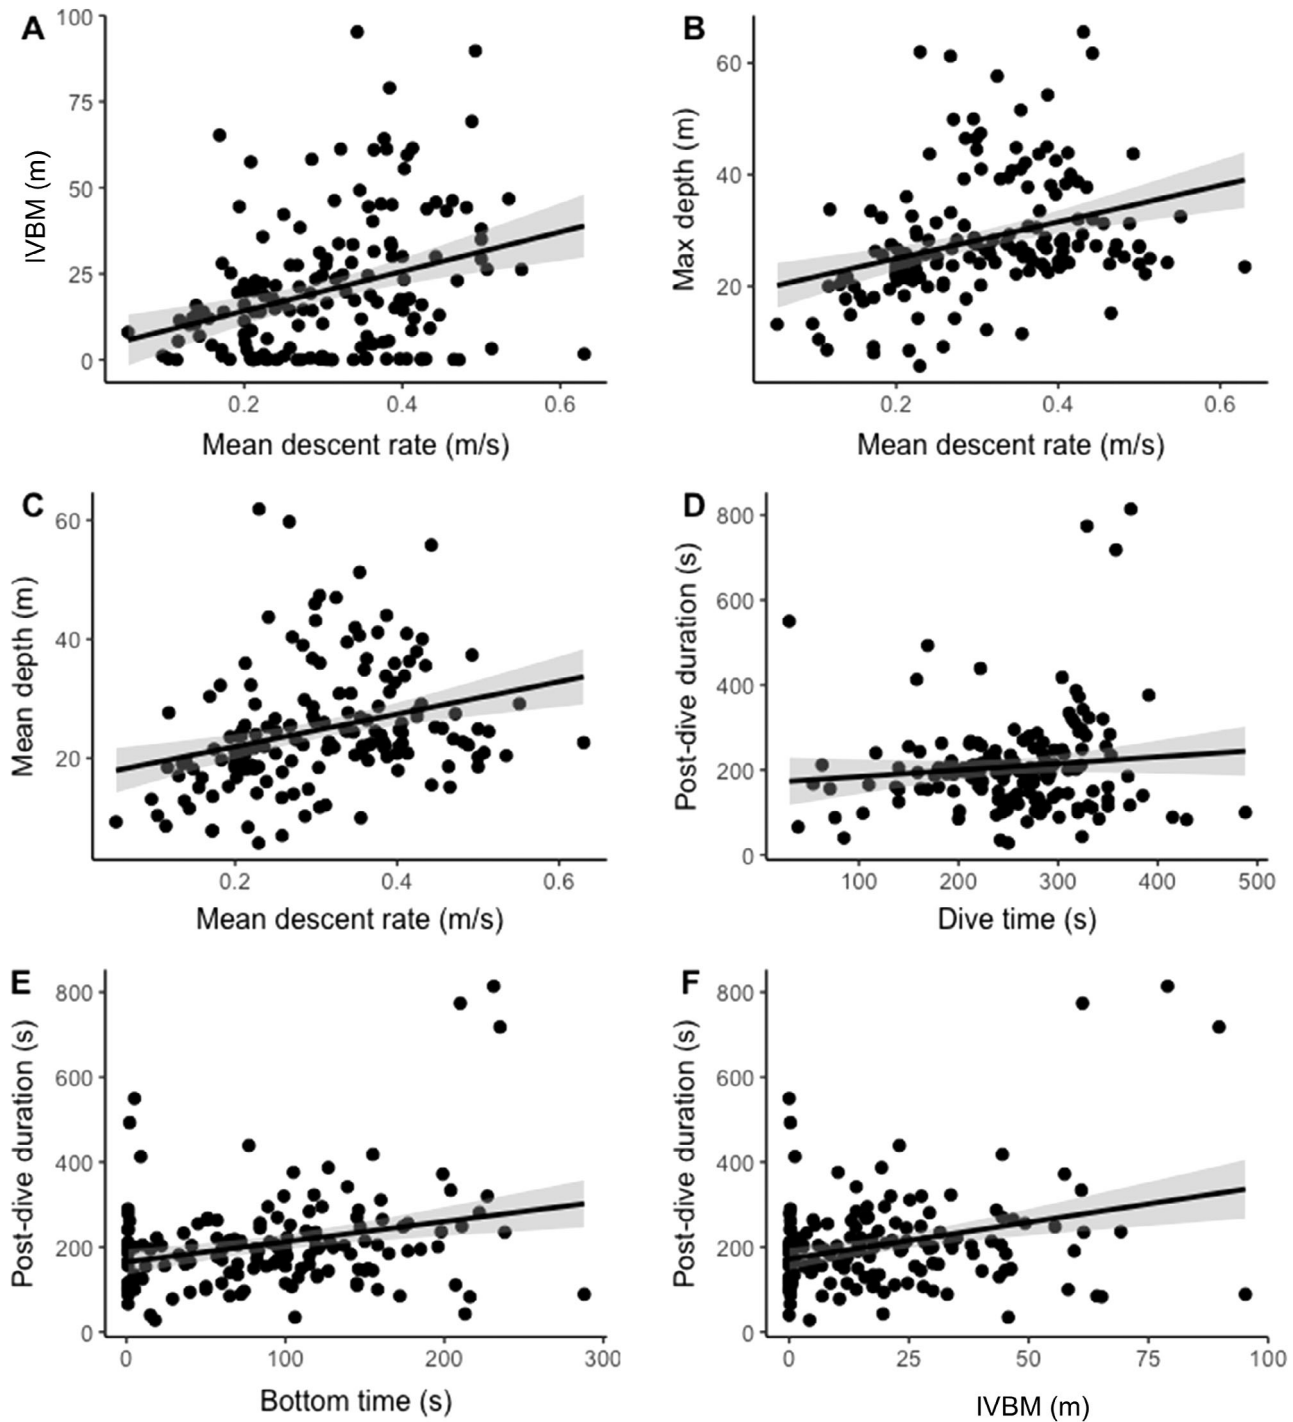 A
B
100
75
50
25
0
IVBM (m)
0.2 0.4 0.6
Mean descent rate (m/s)
60
40
20
Max depth (m)
0.2 0.4 0.6
Mean descent rate (m/s)
C
D
60
40
20
Mean depth (m)
0.2 0.4 0.6
Mean descent rate (m/s)
800
600
400
200
0
Post-dive duration (s)
100 200 300 400 500
Dive time (s)
E
F
800
600
400
200
0
Post-dive duration (s)
0 100 200 300
Bottom time (s)
800
600
400
200
0
Post-dive duration (s)
0 25 50 75 100
IVBM (m)